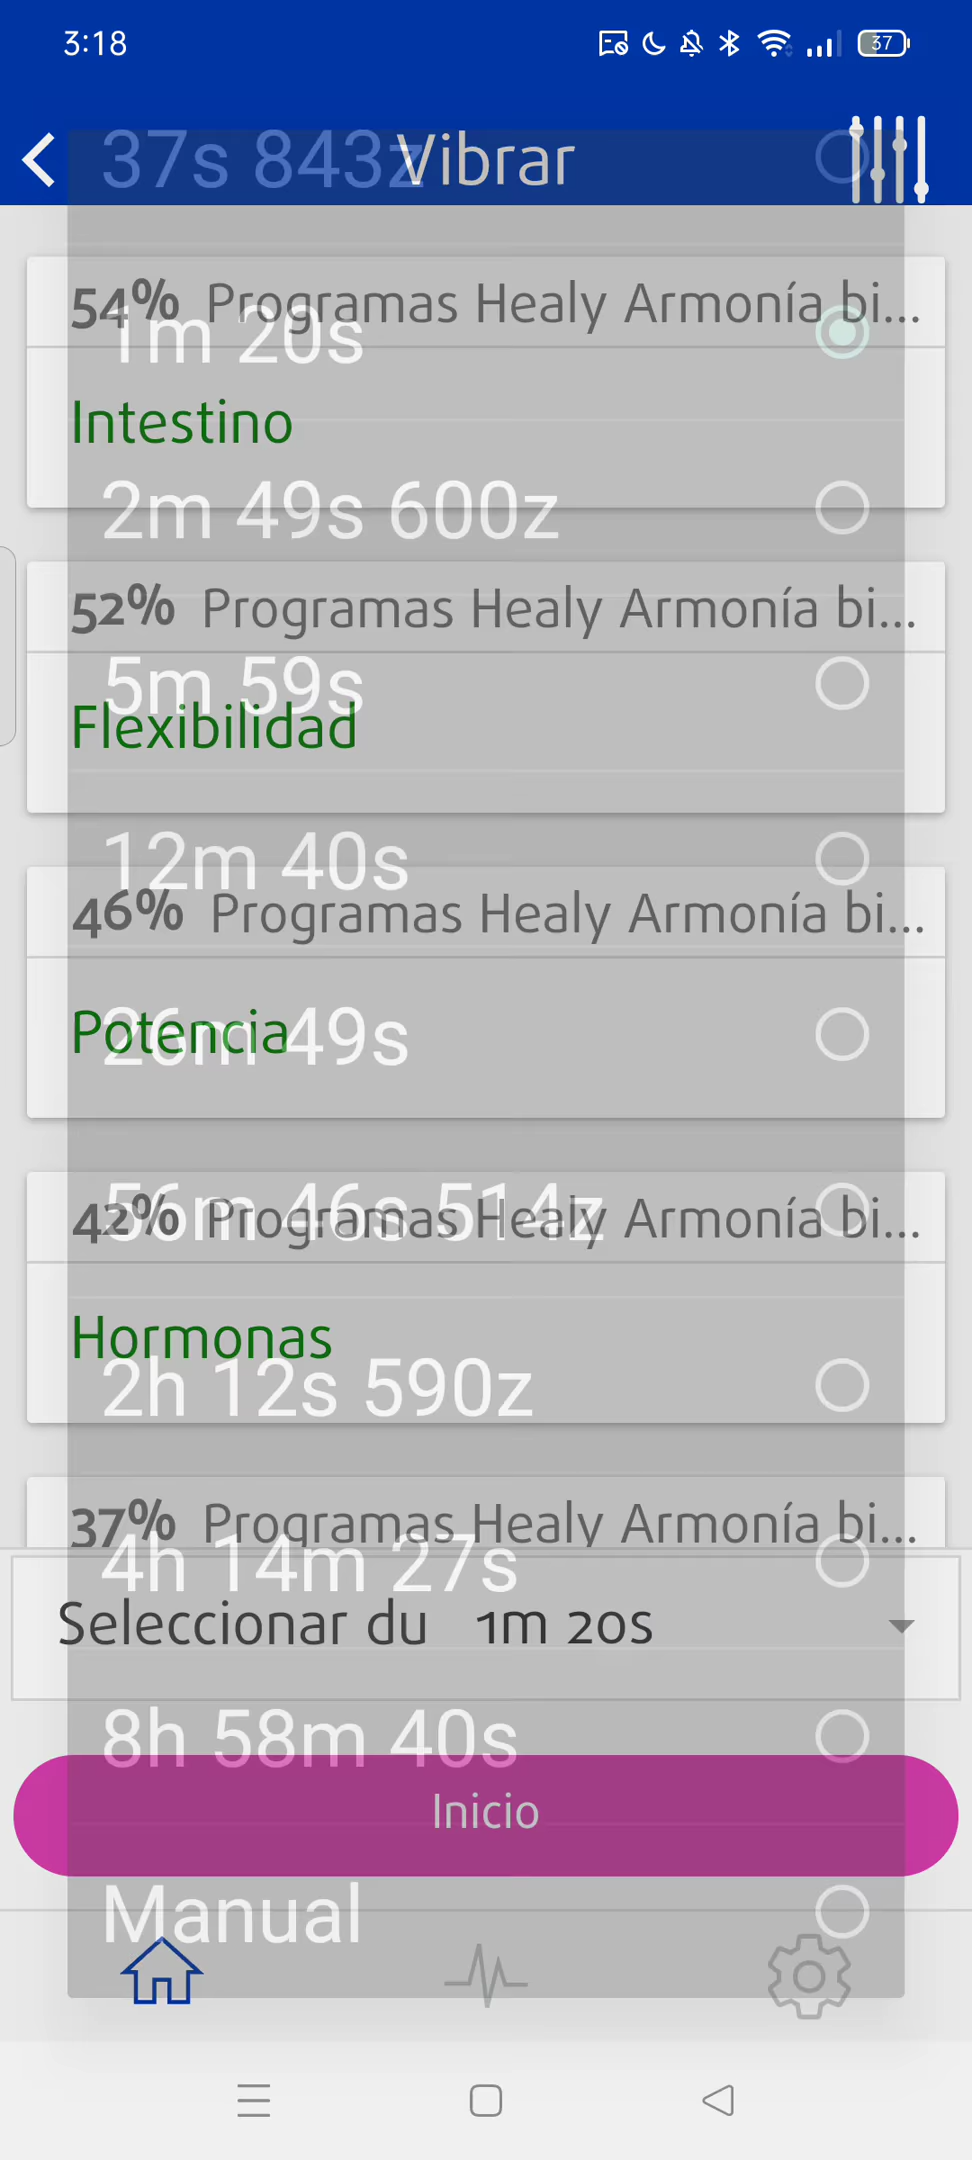 3:18
37
37s 843z
Vibrar
54% Programas Healy Armonía bi...
1m 20s
Intestino
2m 49s 600z
52% Programas Healy Armonía bi...
5m 59s
Flexibilidad
12m 40s
46% Programas Healy Armonía bi...
Potencia
26m 49s
56m 46s 514z
42% Programas Healy Armonía bi...
Hormonas
2h 12s 590z
37% Programas Healy Armonía bi...
4h 14m 27s
Seleccionar du 1m 20s
8h 58m 40s
Inicio
Manual